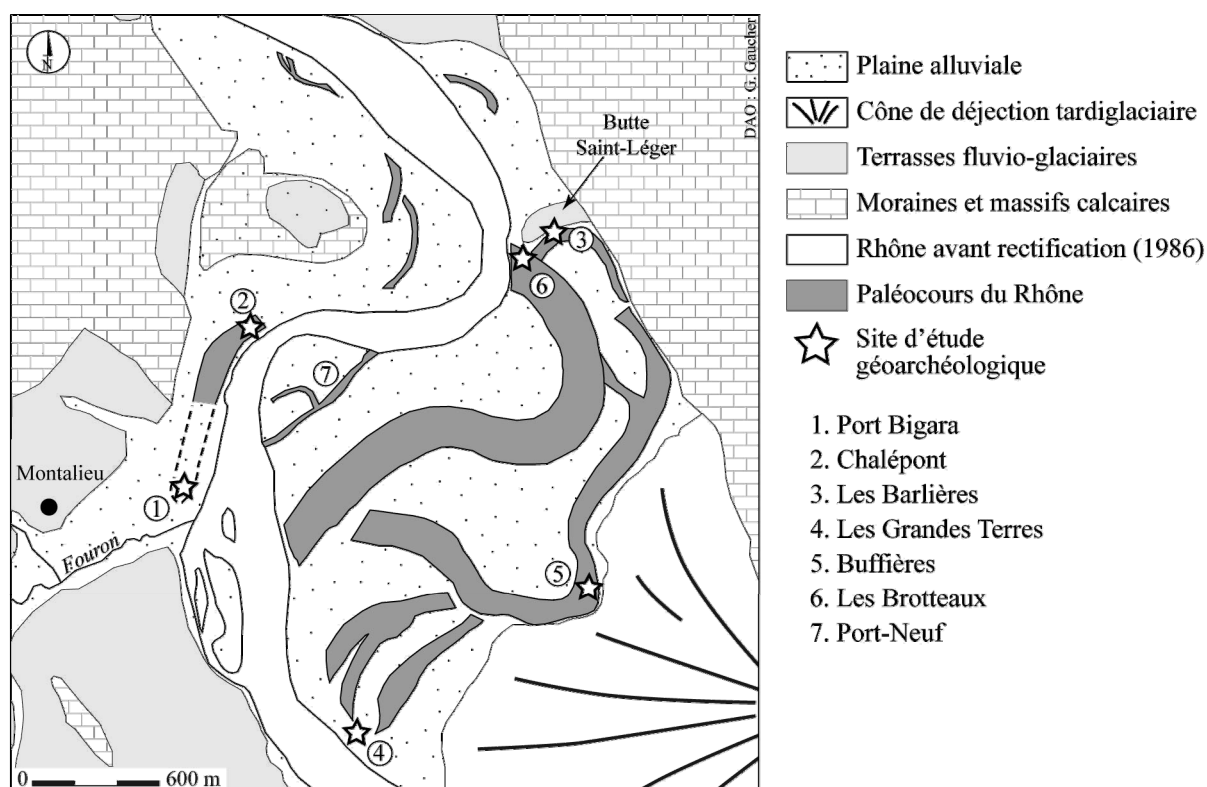 N
DAO : G. Gaucher
Butte
Saint-Léger
3
6
2
7
Montalieu
1
Fouron
5
4
0 600 m
Plaine alluviale
Cône de déjection tardiglaciaire
Terrasses fluvio-glaciaires
Moraines et massifs calcaires
Rhône avant rectification (1986)
Paléocours du Rhône
Site d'étude
géoarchéologique
1. Port Bigara
2. Chalépont
3. Les Barlières
4. Les Grandes Terres
5. Buffières
6. Les Brotteaux
7. Port-Neuf